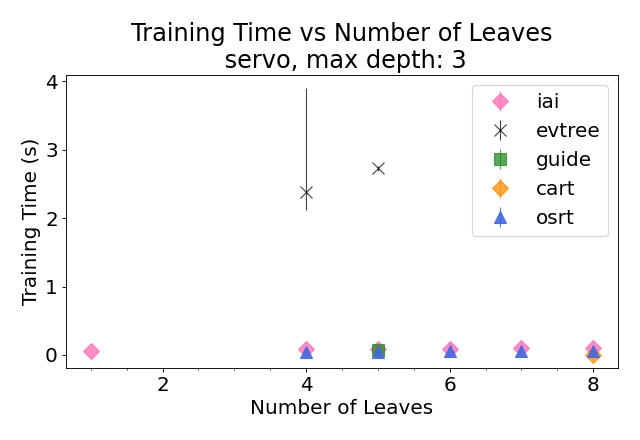 Training Time vs Number of Leaves
servo, max depth: 3
Training Time (s)
4
3
2
1
0
iai
evtree
guide
cart
osrt
2
4
6
8
Number of Leaves